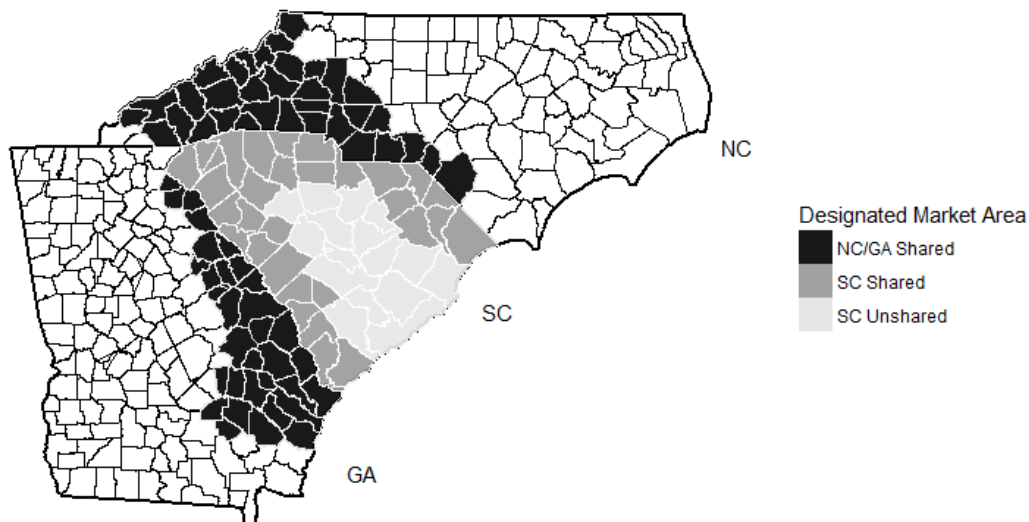 NC
Designated Market Area
NC/GA Shared
SC Shared
SC Unshared
SC
GA